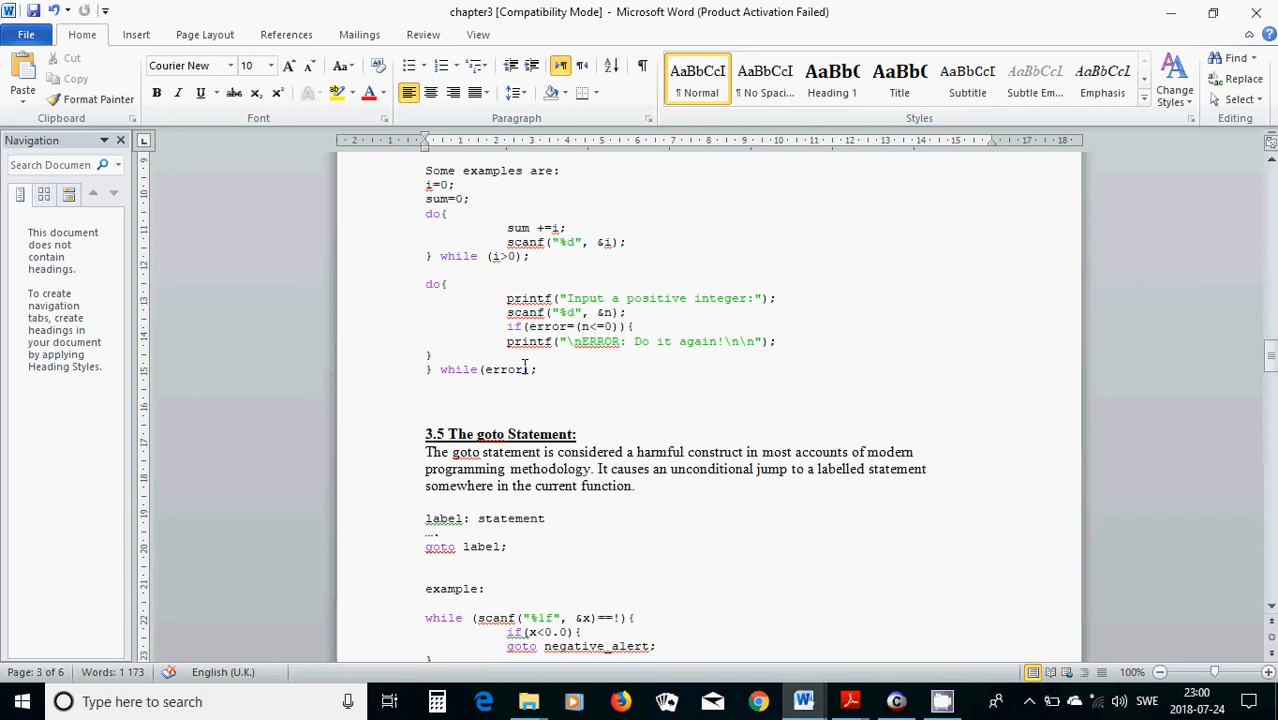 chapter3 [Compatibility Mode] - Microsoft Word (Product Activation Failed)
File Home Insert Page Layout References Mailings Review View
Paste Cut Copy Format Painter Clipboard
Courier New 10 Font
Paragraph
AaBbCcI AaBbCcI AaBbC AaBbC AaBbCcI AaBbCcI AaBbCcI
¶ Normal ¶ No Spaci... Heading 1 Title Subtitle Subtle Em... Emphasis
Styles
Change Styles
Find Replace Select Editing
Navigation
Search Documen
This document does not contain headings.
To create navigation tabs, create headings in your document by applying Heading Styles.
Some examples are:
i=0;
sum=0;
do{
sum +=i;
scanf("%d", &i);
} while (i>0);
do{
printf("Input a positive integer:");
scanf("%d", &n);
if(error=(n<=0)){
printf("\nERROR: Do it again!\n\n");
}
} while(error);
3.5 The goto Statement:
The goto statement is considered a harmful construct in most accounts of modern
programming methodology. It causes an unconditional jump to a labelled statement
somewhere in the current function.
label: statement
….
goto label;
example:
while (scanf("%lf", &x)==!){
if(x<0.0){
goto negative_alert;
}
Page: 3 of 6 Words: 1 173 English (U.K.) 100%
Type here to search
SWE
23:00
2018-07-24